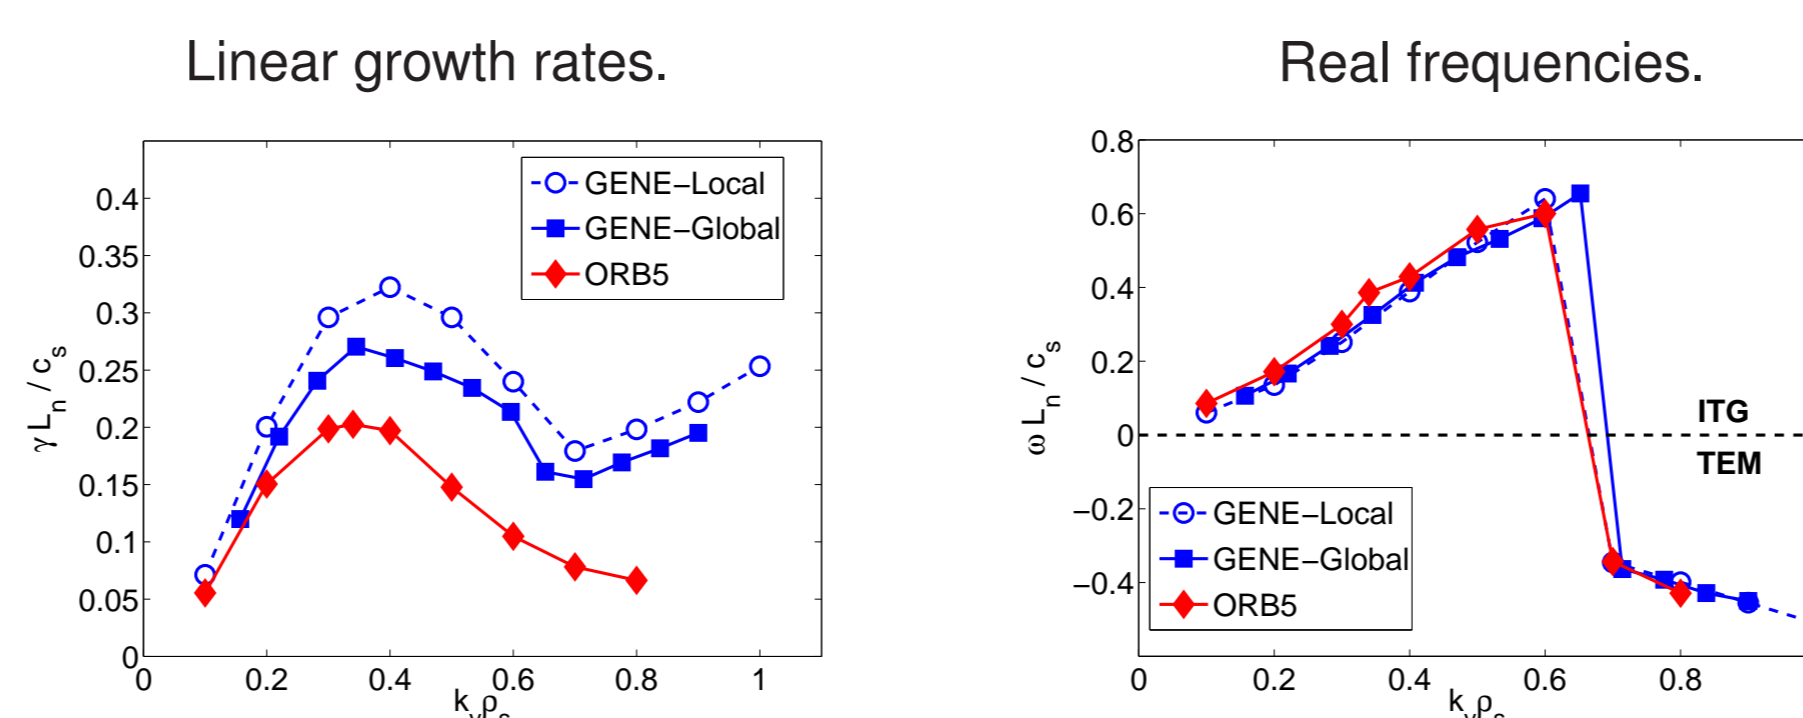 Linear growth rates.
0.4
0.35
0.3
0.25
0.2
0.15
0.1
0.05
0
γ L_n / c_s
GENE−Local
GENE−Global
ORB5
0 0.2 0.4 0.6 0.8 1
k_yρ_s
Real frequencies.
0.8
0.6
0.4
0.2
0
−0.2
−0.4
ω L_n / c_s
ITG
TEM
GENE−Local
GENE−Global
ORB5
0 0.2 0.4 0.6 0.8
k_yρ_s